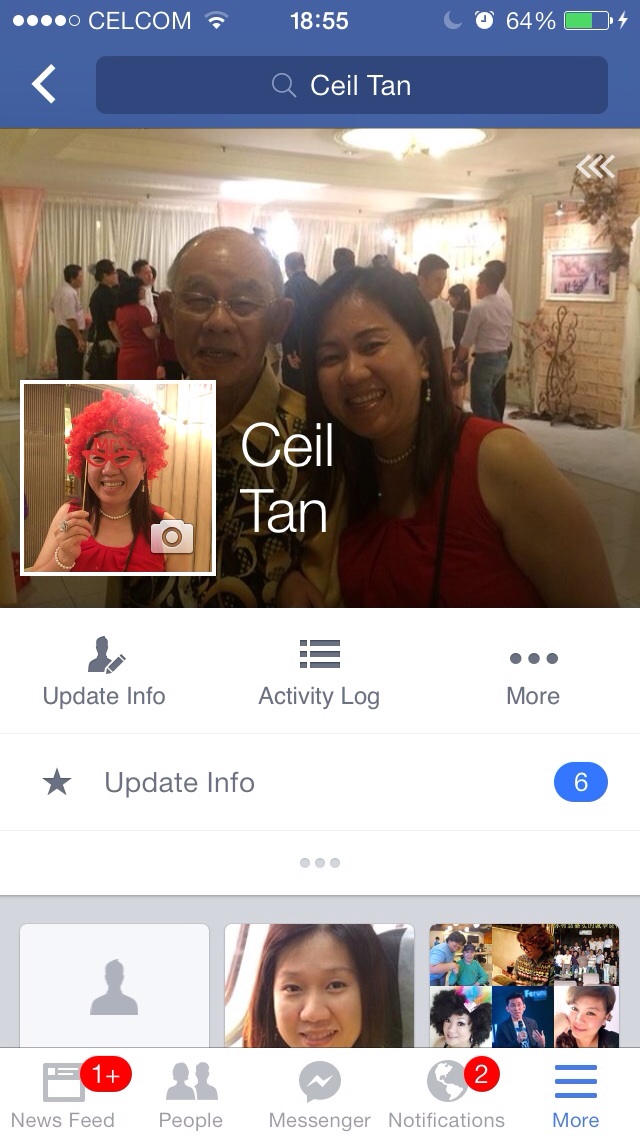 CELCOM 18:55 64%
Ceil Tan
Ceil
Tan
Update Info Activity Log More
Update Info 6
Forum
1+ 2
News Feed People Messenger Notifications More